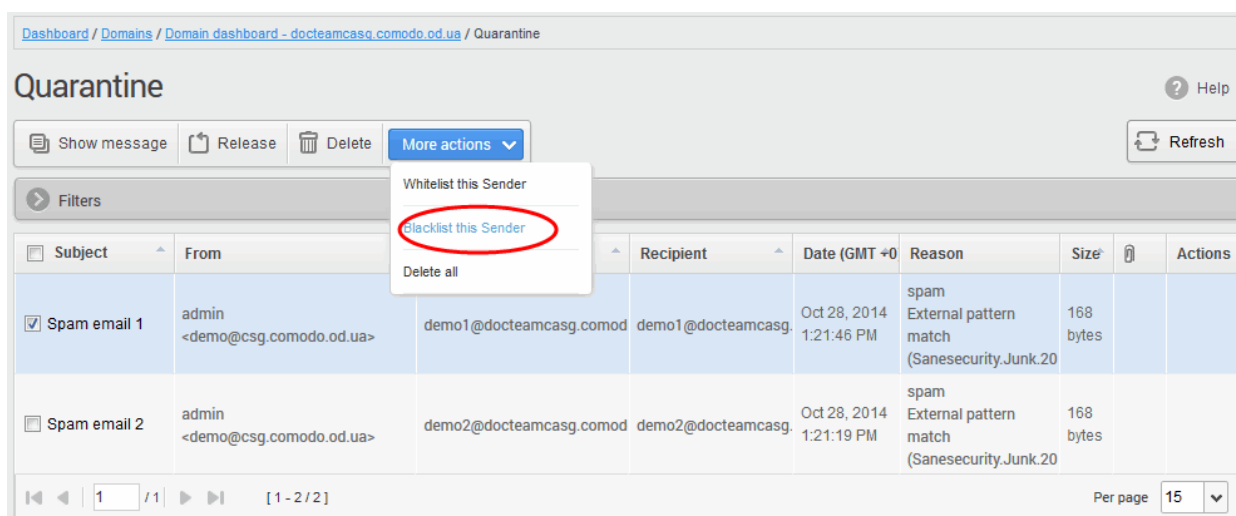 Dashboard / Domains / Domain dashboard - docteamcasg.comodo.od.ua / Quarantine
Quarantine
Help
Show message
Release
Delete
More actions
Refresh
Whitelist this Sender
Blacklist this Sender
Delete all
Filters
Subject
From
Recipient
Date (GMT +0
Reason
Size
Actions
Spam email 1
admin
<demo@csg.comodo.od.ua>
demo1@docteamcasg.comod
demo1@docteamcasg.
Oct 28, 2014
1:21:46 PM
spam
External pattern
match
(Sanesecurity.Junk.20
168
bytes
Spam email 2
admin
<demo@csg.comodo.od.ua>
demo2@docteamcasg.comod
demo2@docteamcasg.
Oct 28, 2014
1:21:19 PM
spam
External pattern
match
(Sanesecurity.Junk.20
168
bytes
1 / 1
[ 1 - 2 / 2 ]
Per page 15